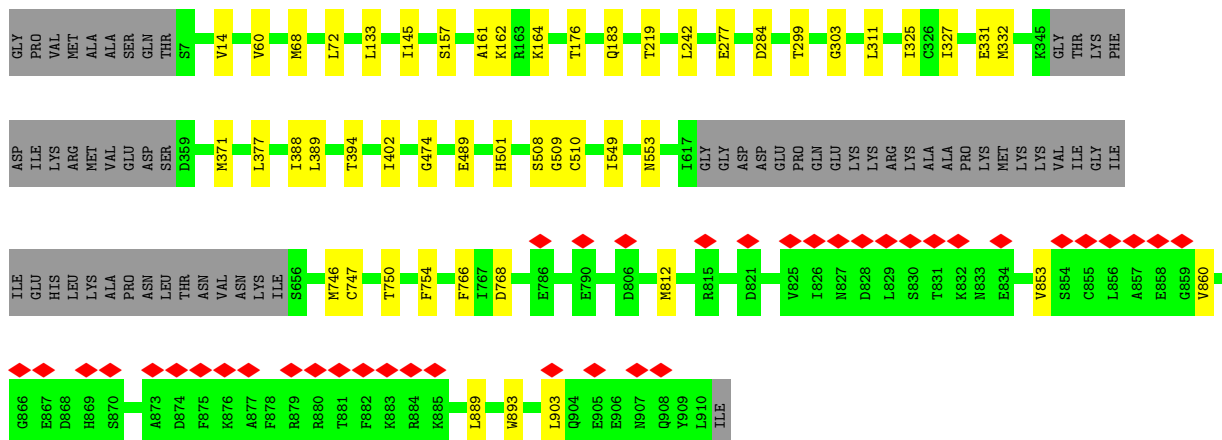 GLY PRO VAL MET ALA ALA SER GLN THR S7 V14 V60 M68 L72 L133 I145 S157 A161 K162 R163 K164 T176 Q183 T219 L242 E277 D284 T299 G303 L311 I325 C326 I327 E331 M332 K345 GLY THR LYS PHE
ASP ILE LYS ARG MET VAL GLU ASP SER D359 M371 L377 I388 L389 T394 I402 G474 E489 H501 S508 G509 C510 I549 N553 I617 GLY GLY ASP ASP GLU PRO GLN GLU LYS LYS ARG LYS ALA ALA PRO LYS MET LYS LYS VAL ILE GLY ILE
ILE GLU HIS LEU LYS ALA PRO ASN LEU THR ASN VAL ASN LYS ILE S656 M746 C747 T750 F754 F766 I767 D768 E786 E790 D806 M812 R815 D821 V825 I826 N827 D828 L829 S830 T831 K832 N833 E834 V853 S854 C855 L856 A857 E858 G859 V860
G866 E867 D868 H869 S870 A873 D874 F875 K876 A877 F878 R879 R880 T881 F882 K883 R884 K885 L889 W893 L903 Q904 E905 E906 N907 Q908 Y909 L910 ILE